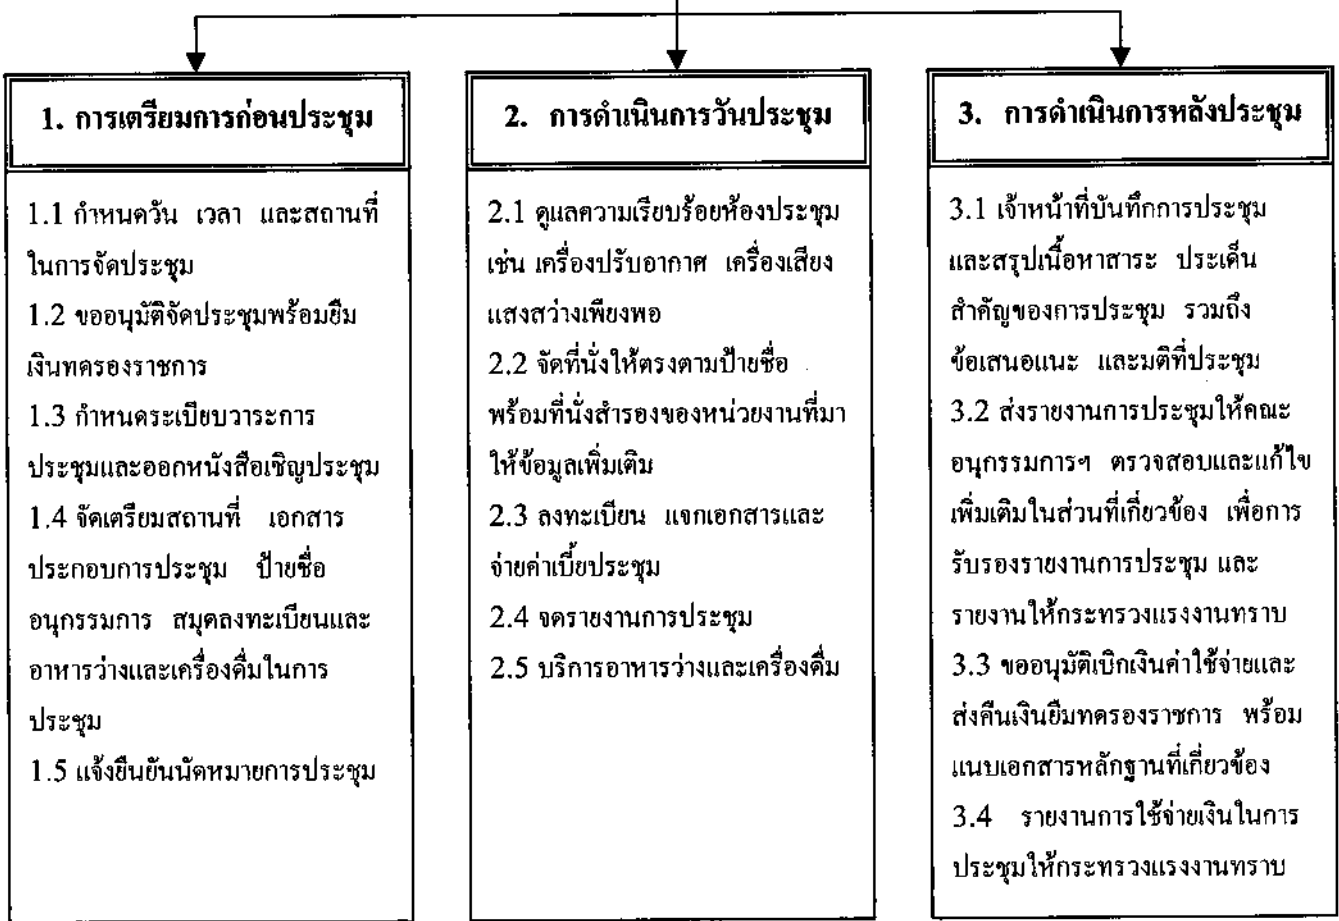 1. การเตรียมการก่อนประชุม
1.1 กำหนดวัน เวลา และสถานที่
ในการจัดประชุม
1.2 ขออนุมัติจัดประชุมพร้อมยืม
เงินทดรองราชการ
1.3 กำหนดระเบียบวาระการ
ประชุมและออกหนังสือเชิญประชุม
1.4 จัดเตรียมสถานที่ เอกสาร
ประกอบการประชุม ป้ายชื่อ
อนุกรรมการ สมุดลงทะเบียนและ
อาหารว่างและเครื่องดื่มในการ
ประชุม
1.5 แจ้งยืนยันนัดหมายการประชุม
2. การดำเนินการวันประชุม
2.1 ดูแลความเรียบร้อยห้องประชุม
เช่น เครื่องปรับอากาศ เครื่องเสียง
แสงสว่างเพียงพอ
2.2 จัดที่นั่งให้ตรงตามป้ายชื่อ
พร้อมที่นั่งสำรองของหน่วยงานที่มา
ให้ข้อมูลเพิ่มเติม
2.3 ลงทะเบียน แจกเอกสารและ
จ่ายค่าเบี้ยประชุม
2.4 จดรายงานการประชุม
2.5 บริการอาหารว่างและเครื่องดื่ม
3. การดำเนินการหลังประชุม
3.1 เจ้าหน้าที่บันทึกการประชุม
และสรุปเนื้อหาสาระ ประเด็น
สำคัญของการประชุม รวมถึง
ข้อเสนอแนะ และมติที่ประชุม
3.2 ส่งรายงานการประชุมให้คณะ
อนุกรรมการฯ ตรวจสอบและแก้ไข
เพิ่มเติมในส่วนที่เกี่ยวข้อง เพื่อการ
รับรองรายงานการประชุม และ
รายงานให้กระทรวงแรงงานทราบ
3.3 ขออนุมัติเบิกเงินค่าใช้จ่ายและ
ส่งคืนเงินยืมทดรองราชการ พร้อม
แนบเอกสารหลักฐานที่เกี่ยวข้อง
3.4 รายงานการใช้จ่ายเงินในการ
ประชุมให้กระทรวงแรงงานทราบ